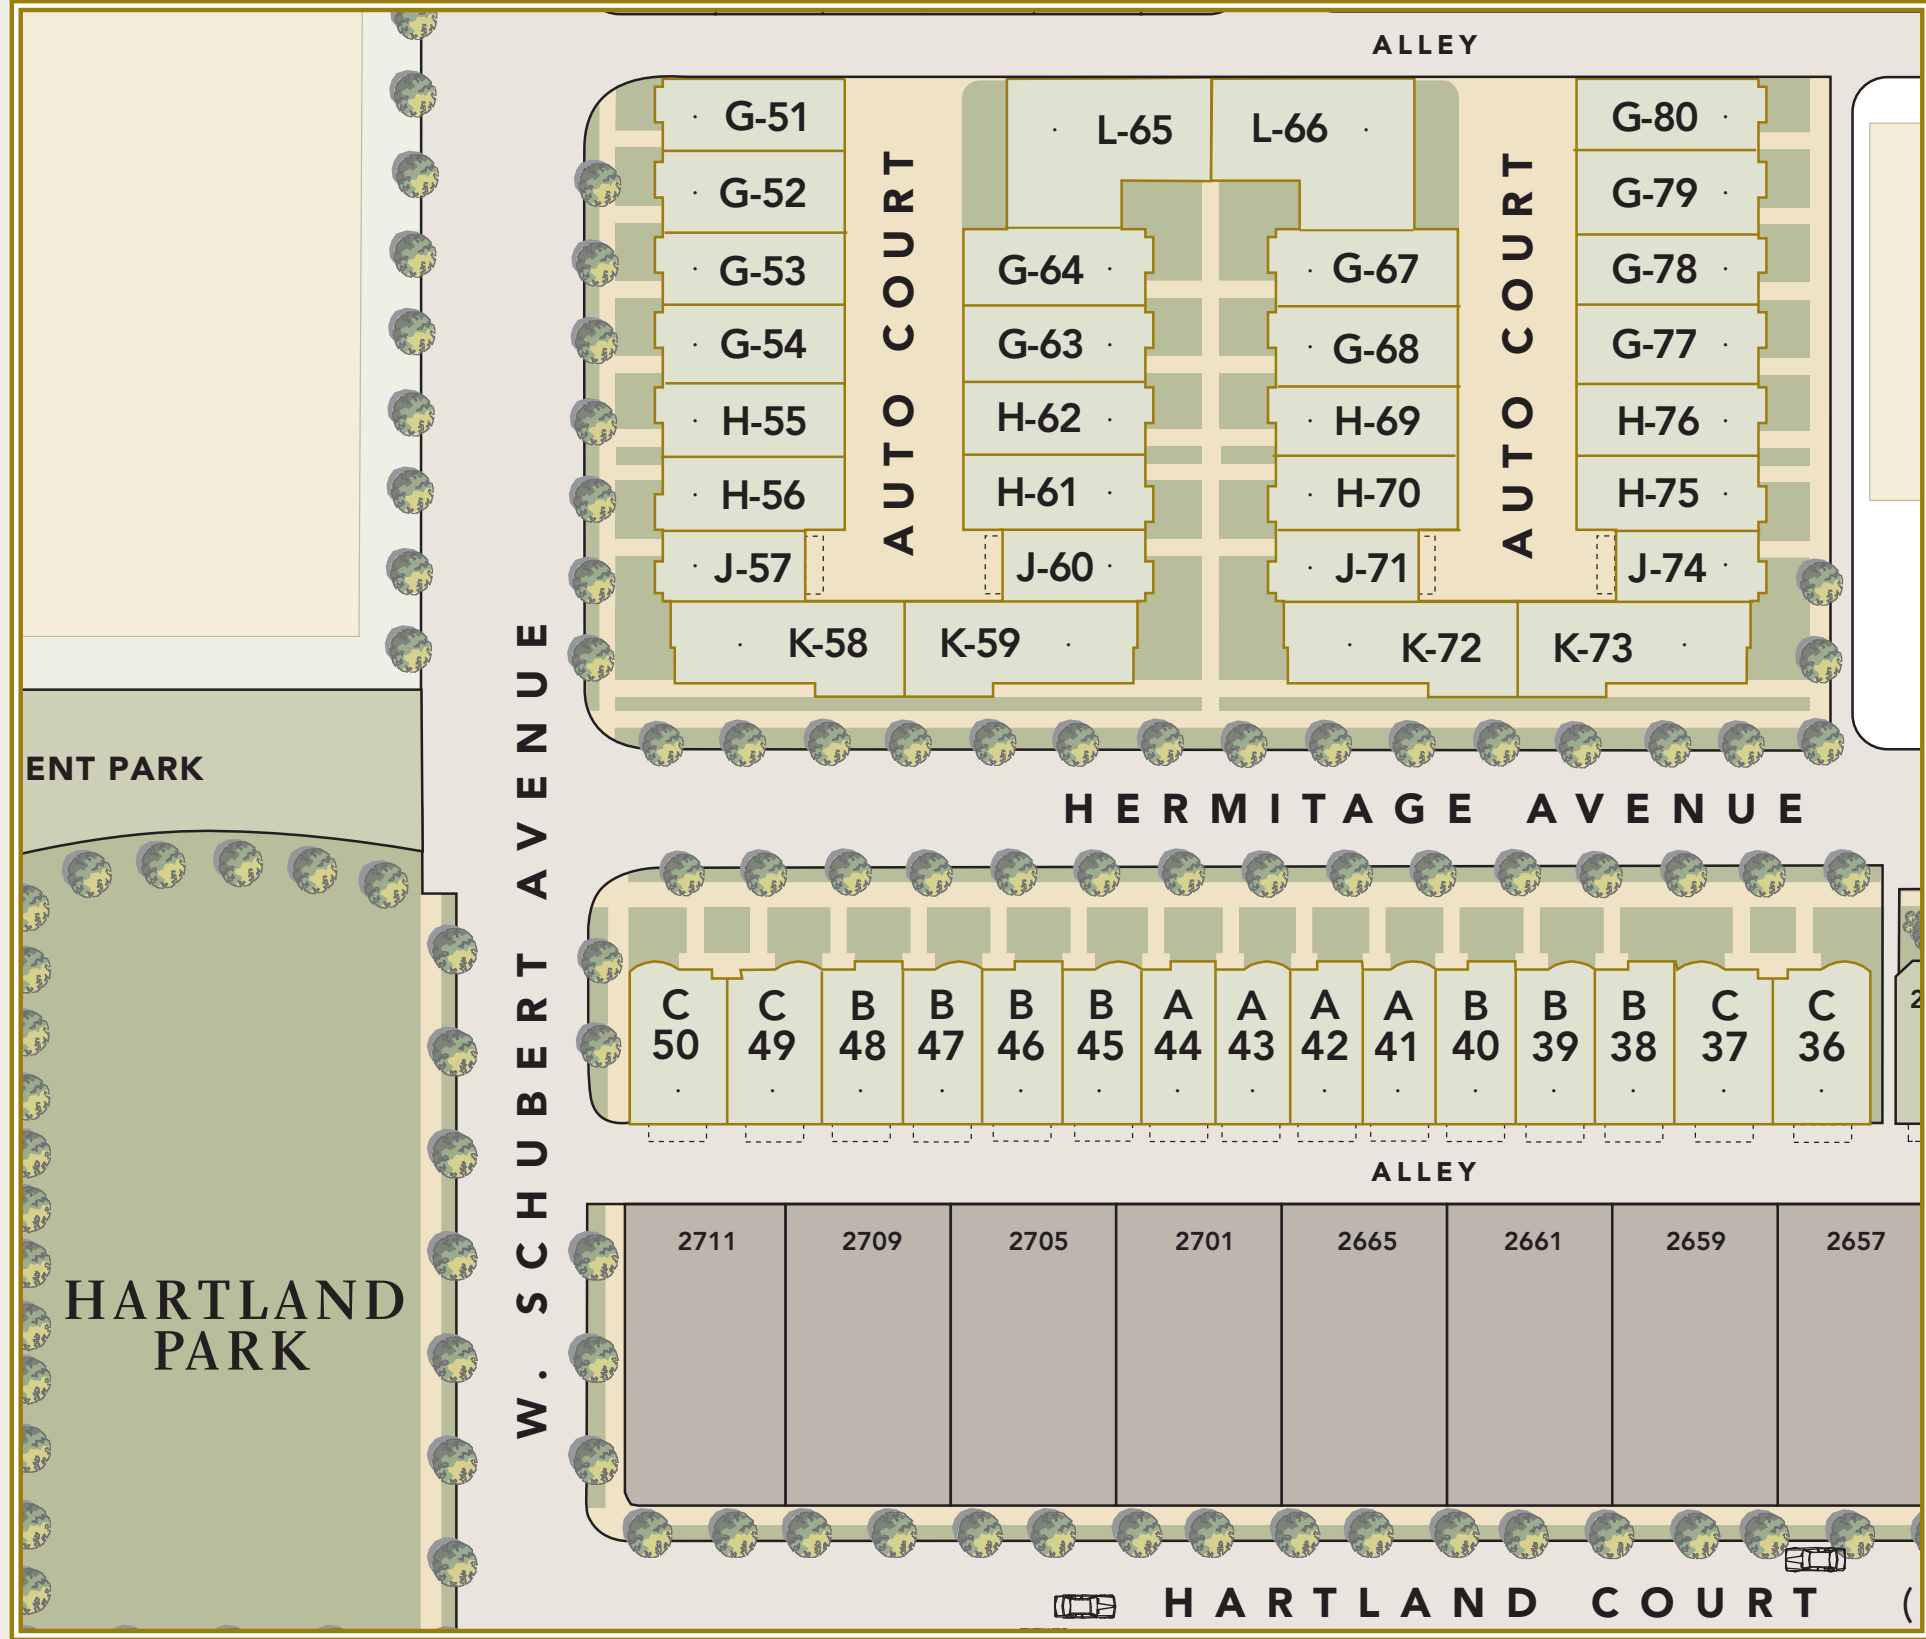 ALLEY
G-51
L-65
L-66
G-80
G-52
G-79
G-53
G-64
G-67
G-78
G-54
G-63
G-68
G-77
H-55
H-62
H-69
H-76
H-56
H-61
H-70
H-75
J-57
J-60
J-71
J-74
K-58
K-59
K-72
K-73
AUTO COURT
AUTO COURT
ENT PARK
W. SCHUBERT AVENUE
HERMITAGE AVENUE
C
50
C
49
B
48
B
47
B
46
B
45
A
44
A
43
A
42
A
41
B
40
B
39
B
38
C
37
C
36
2
ALLEY
2711
2709
2705
2701
2665
2661
2659
2657
HARTLAND
PARK
HARTLAND COURT (